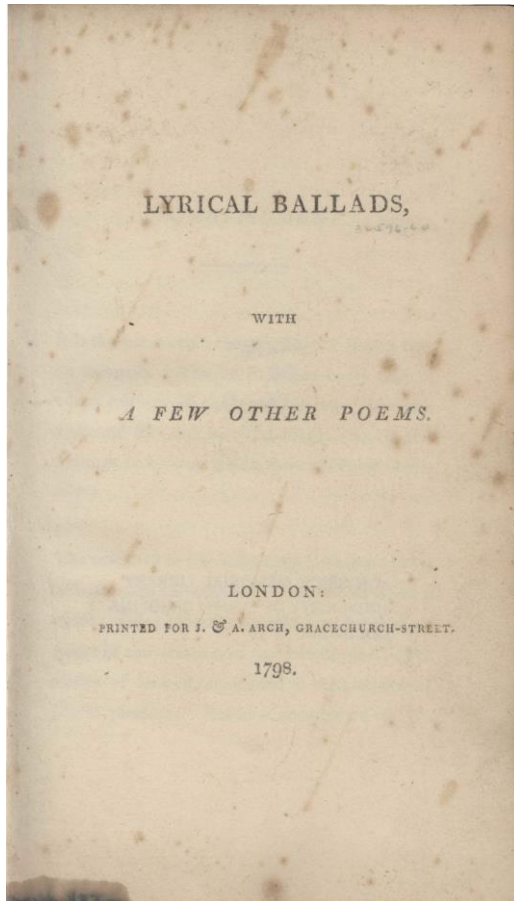 LYRICAL BALLADS,
WITH
A FEW OTHER POEMS.
LONDON:
PRINTED FOR J. & A. ARCH, GRACECHURCH-STREET.
1798.